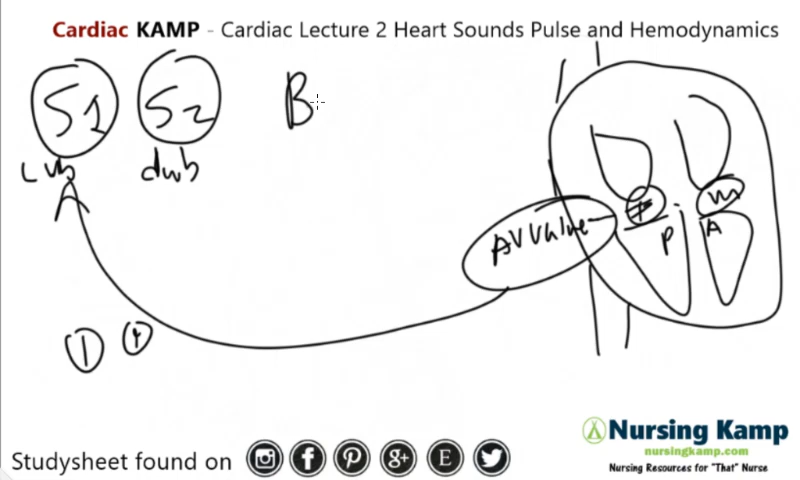 Cardiac KAMP - Cardiac Lecture 2 Heart Sounds Pulse and Hemodynamics
S1 S2 B
Lub dub
A
AV Valve
T m
P A
1
Nursing Kamp
nursingkamp.com
Nursing Resources for "That" Nurse
Studysheet found on